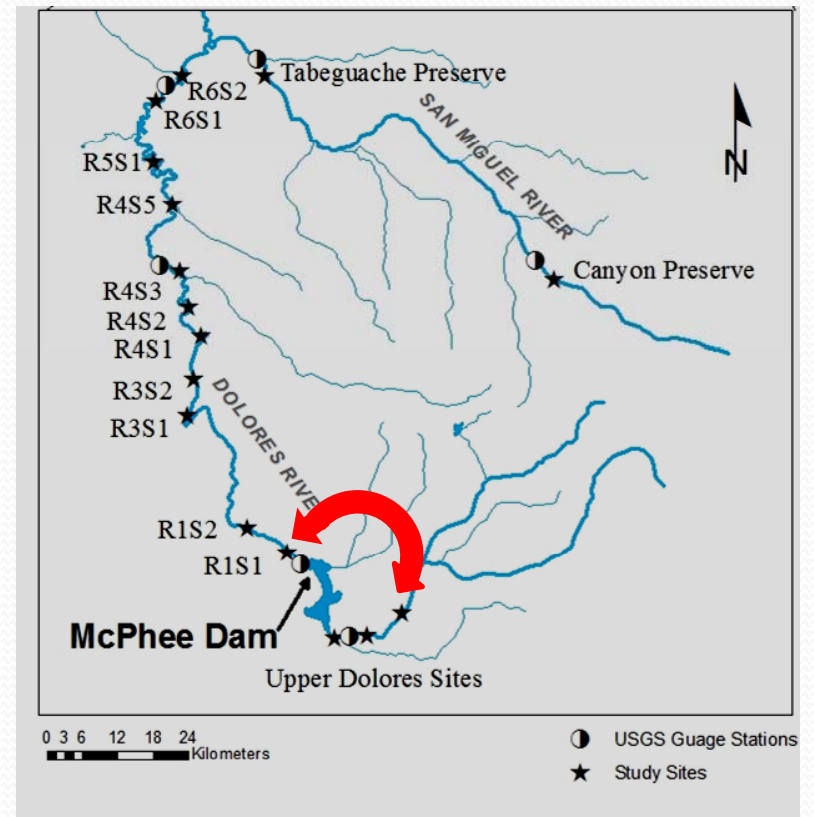 Tabeguache Preserve
R6S2
R6S1
SAN MIGUEL RIVER
N
R5S1
R4S5
Canyon Preserve
R4S3
R4S2
R4S1
R3S2
DOLORES RIVE
R3S1
R1S2
R1S1
McPhee Dam
Upper Dolores Sites
0 3 6 12 18 24
Kilometers
USGS Guage Stations
Study Sites